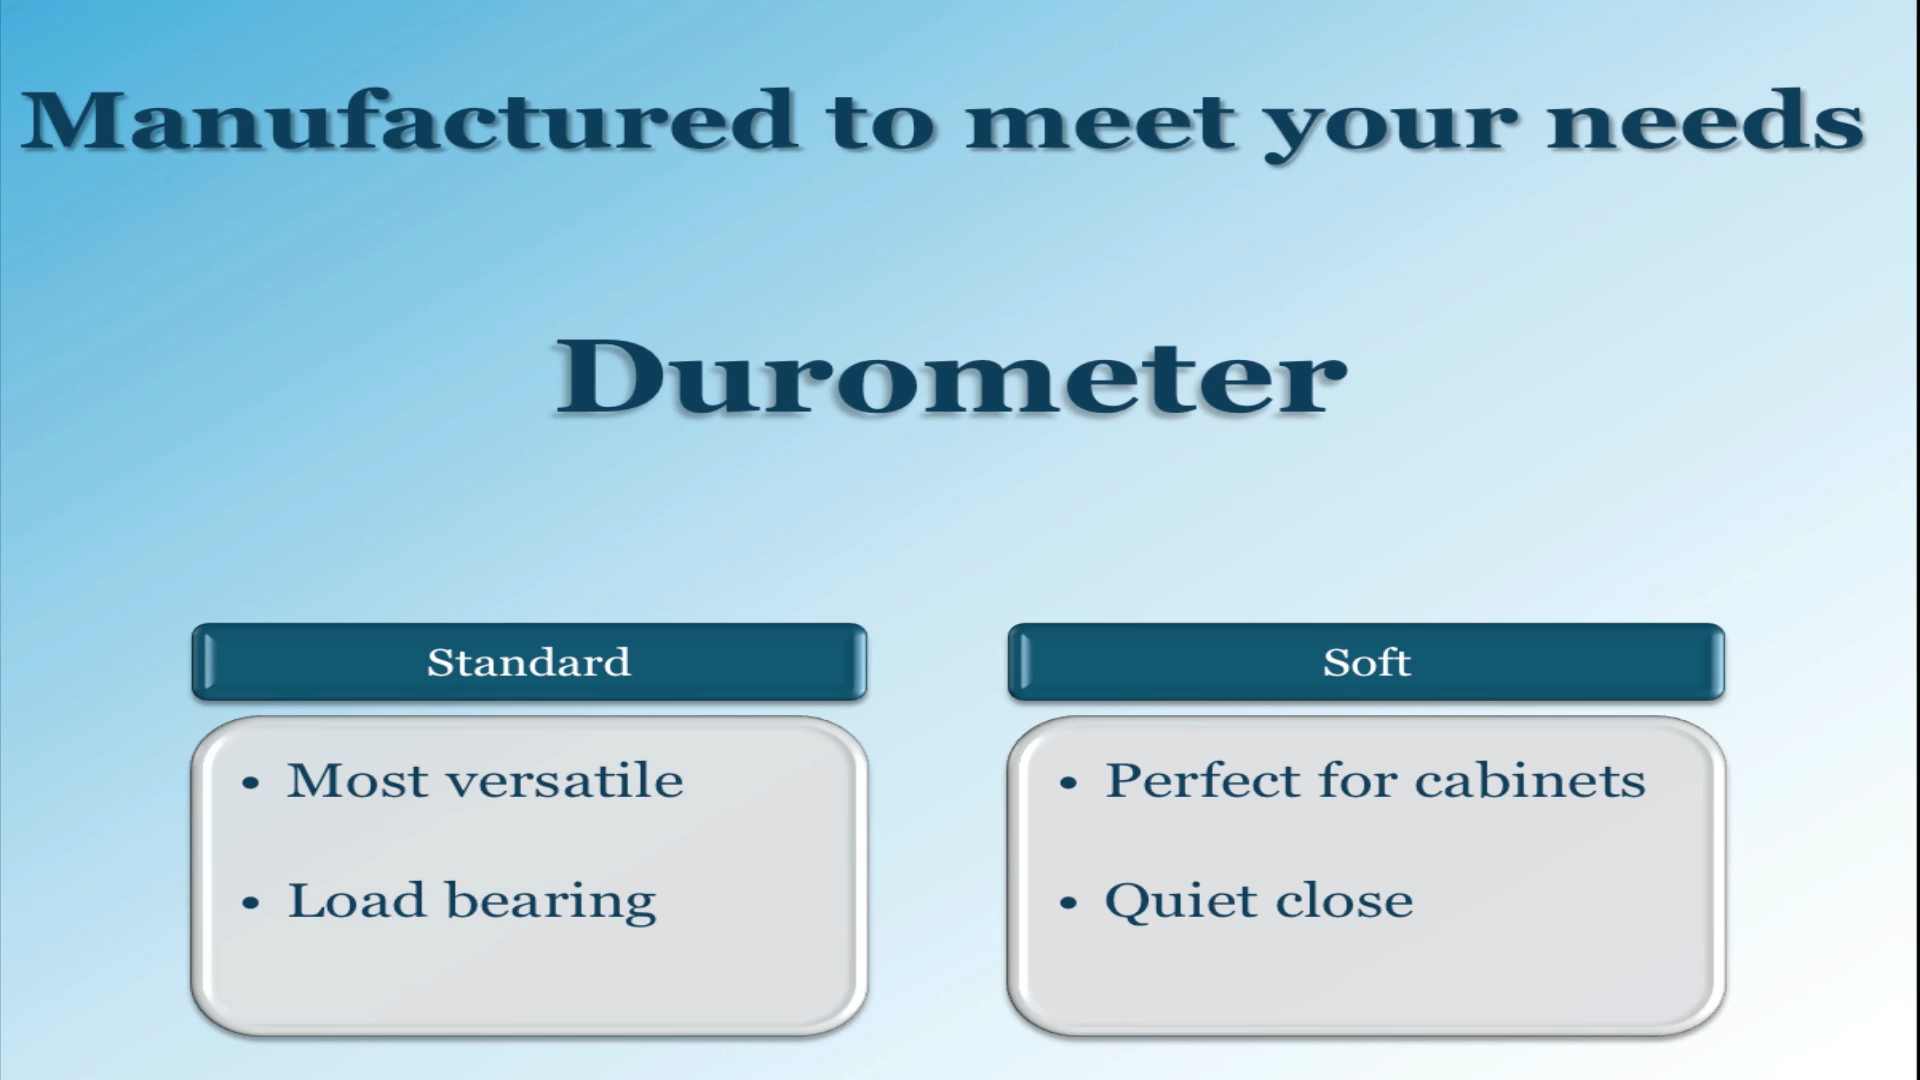 Manufactured to meet your needs
Durometer
Standard
• Most versatile
• Load bearing
Soft
• Perfect for cabinets
• Quiet close